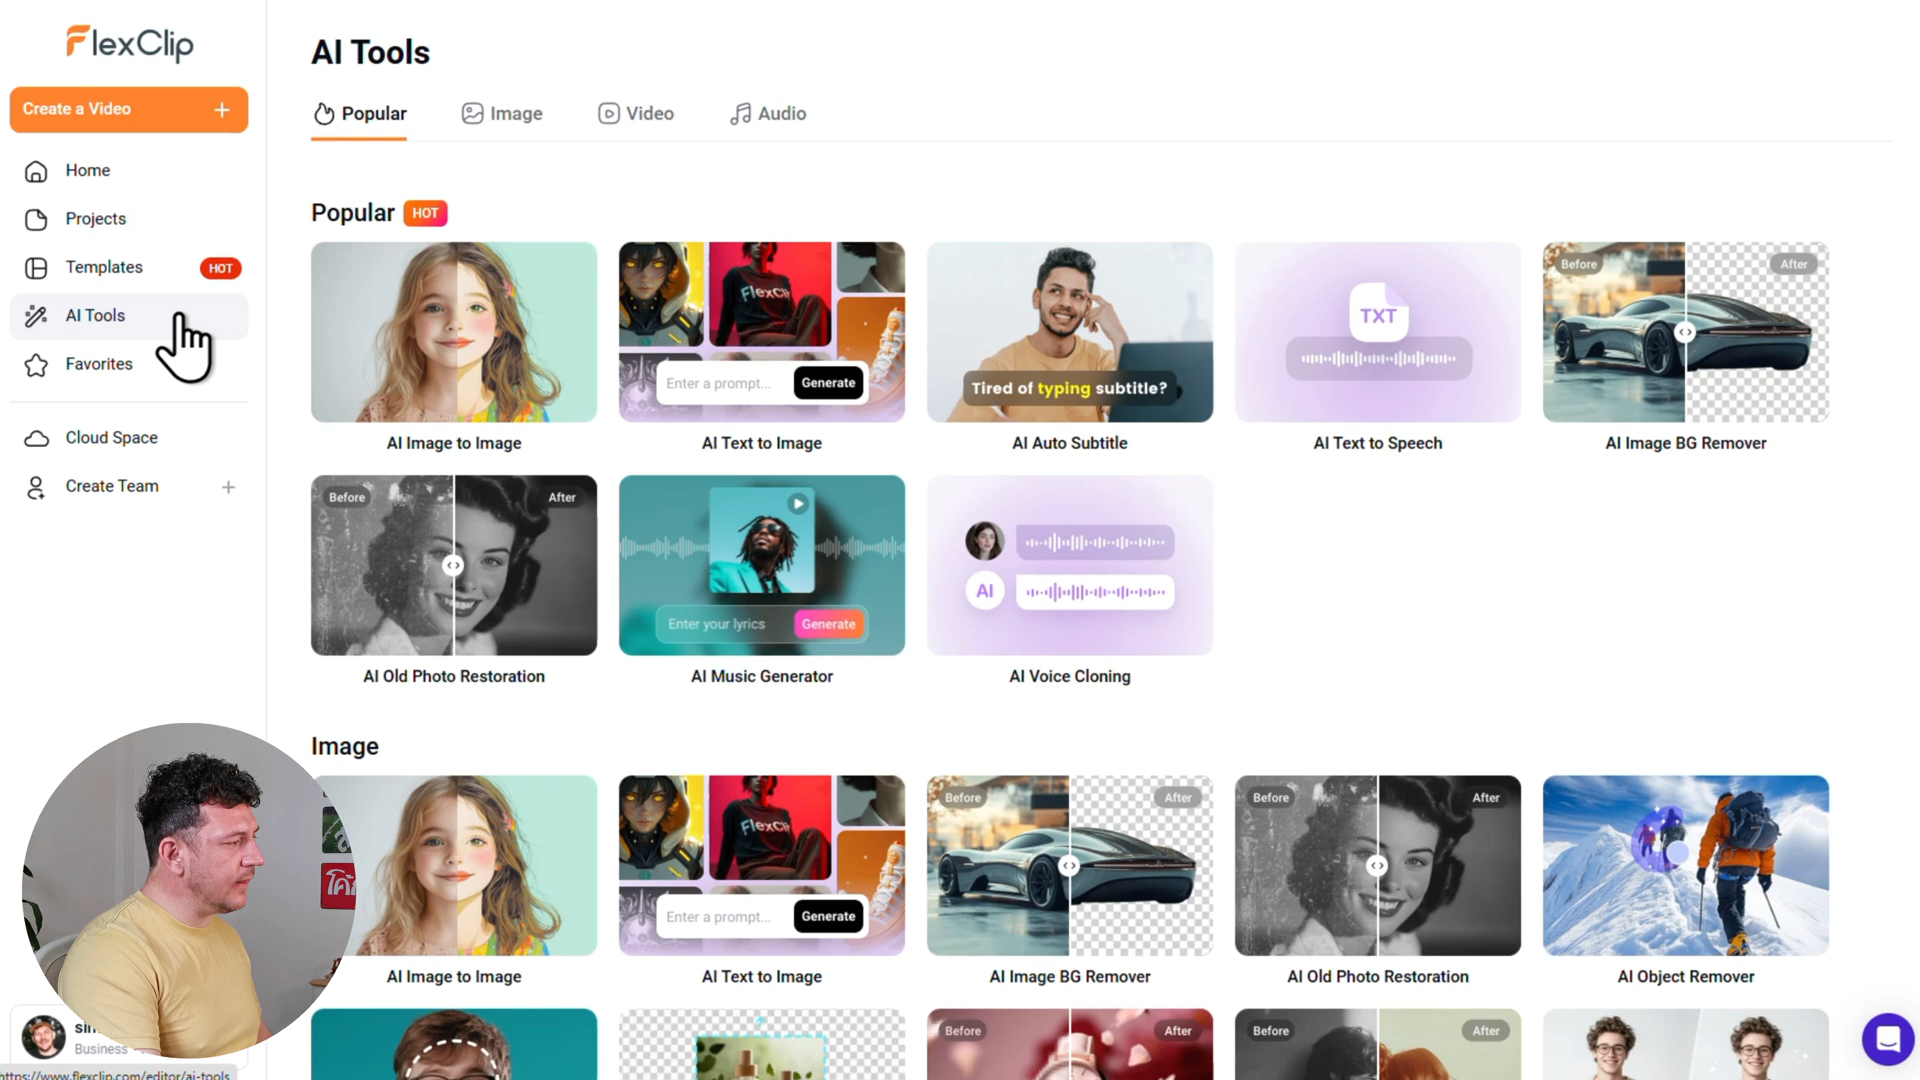 FlexClip
Create a Video +
Home
Projects
Templates HOT
AI Tools
Favorites
Cloud Space
Create Team +
AI Tools
Popular Image Video Audio
Popular HOT
FlexCli
Enter a prompt... Generate
Tired of typing subtitle?
TXT
Before After
AI Image to Image AI Text to Image AI Auto Subtitle AI Text to Speech AI Image BG Remover
Before After
Enter your lyrics Generate
AI
AI Old Photo Restoration AI Music Generator AI Voice Cloning
Image
FlexCli
Enter a prompt... Generate
Before After
Before After
AI Image to Image AI Text to Image AI Image BG Remover AI Old Photo Restoration AI Object Remover
Before After
Before After
Business
https://www.flexclip.com/editor/ai-tools